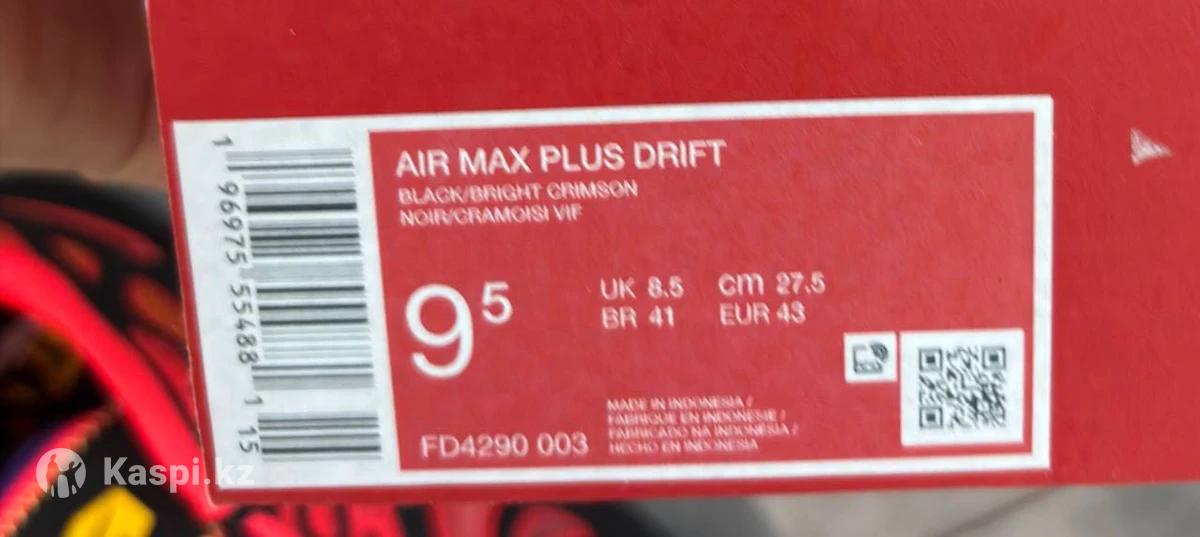 1 96975 55488 1 15
AIR MAX PLUS DRIFT
BLACK/BRIGHT CRIMSON
NOIR/CRAMOISI VIF
9 5
UK 8.5 cm 27.5
BR 41 EUR 43
FD4290 003
MADE IN INDONESIA /
FABRIQUE EN INDONESIE /
FABRICADO NA INDONESIA /
HECHO EN INDONESIA
Kaspi.kz